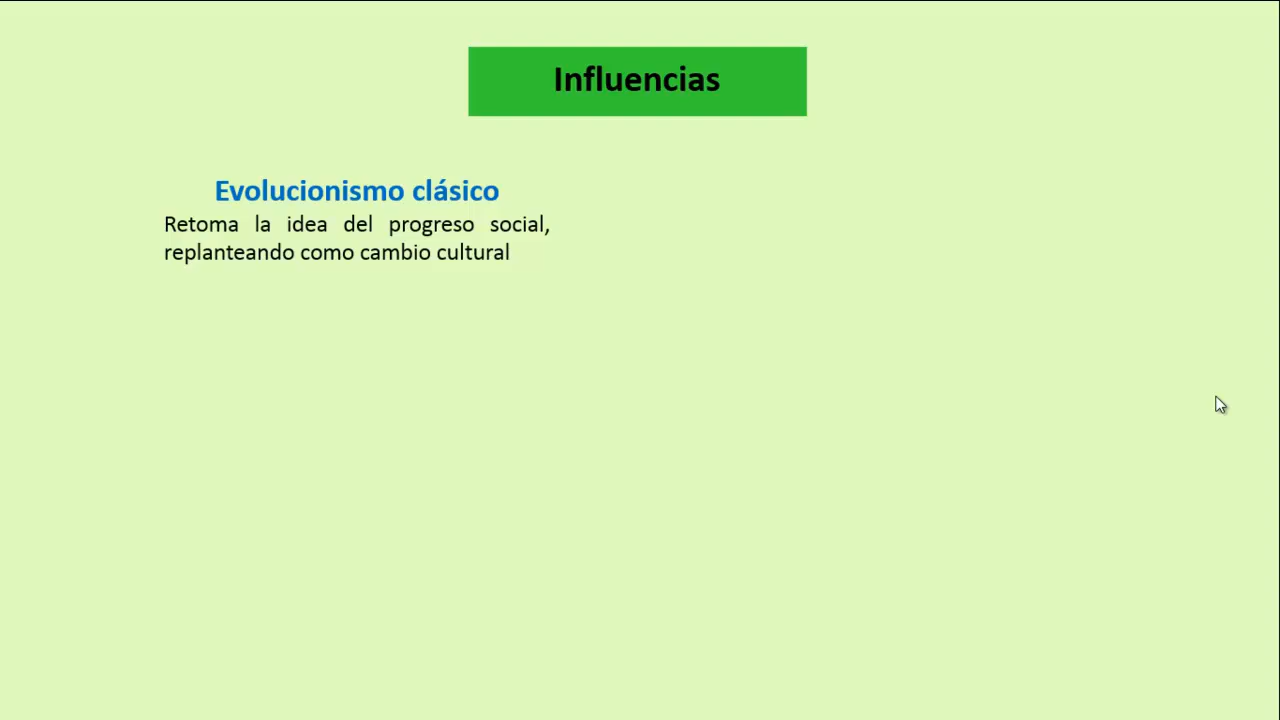 Influencias
Evolucionismo clásico
Retoma la idea del progreso social,
replanteando como cambio cultural